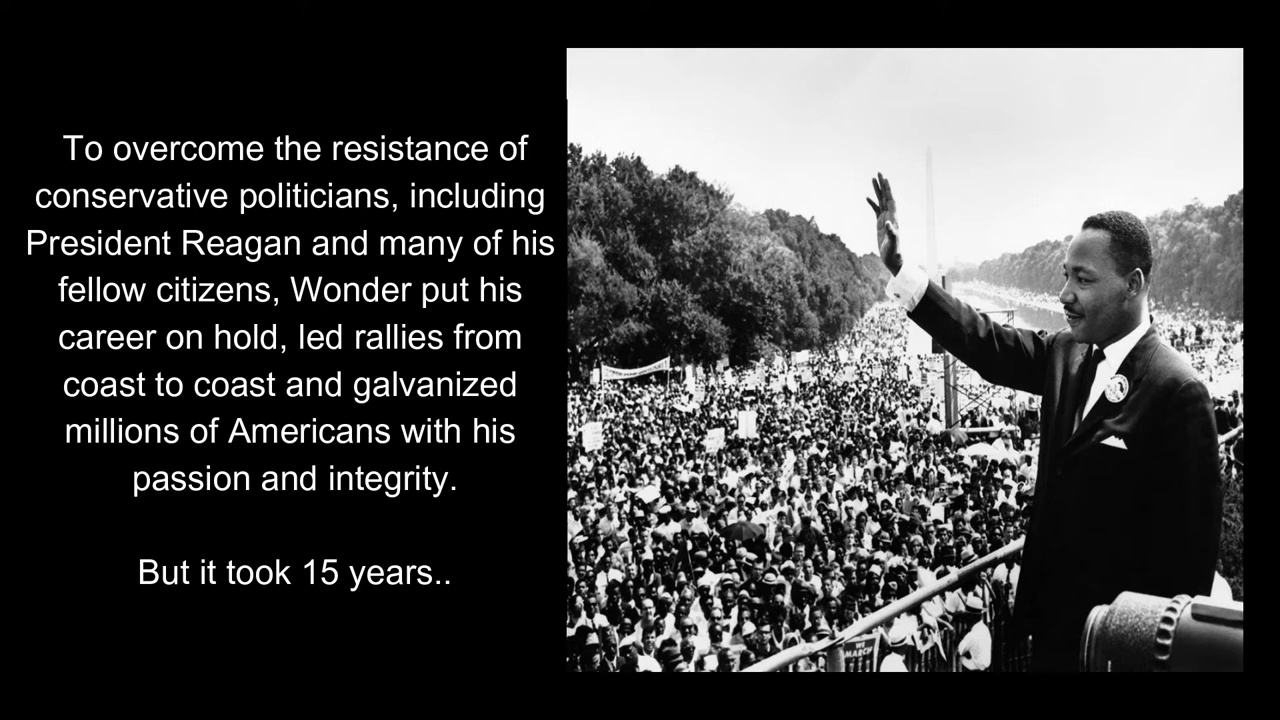 To overcome the resistance of
conservative politicians, including
President Reagan and many of his
fellow citizens, Wonder put his
career on hold, led rallies from
coast to coast and galvanized
millions of Americans with his
passion and integrity.
But it took 15 years..
WE
MARCH